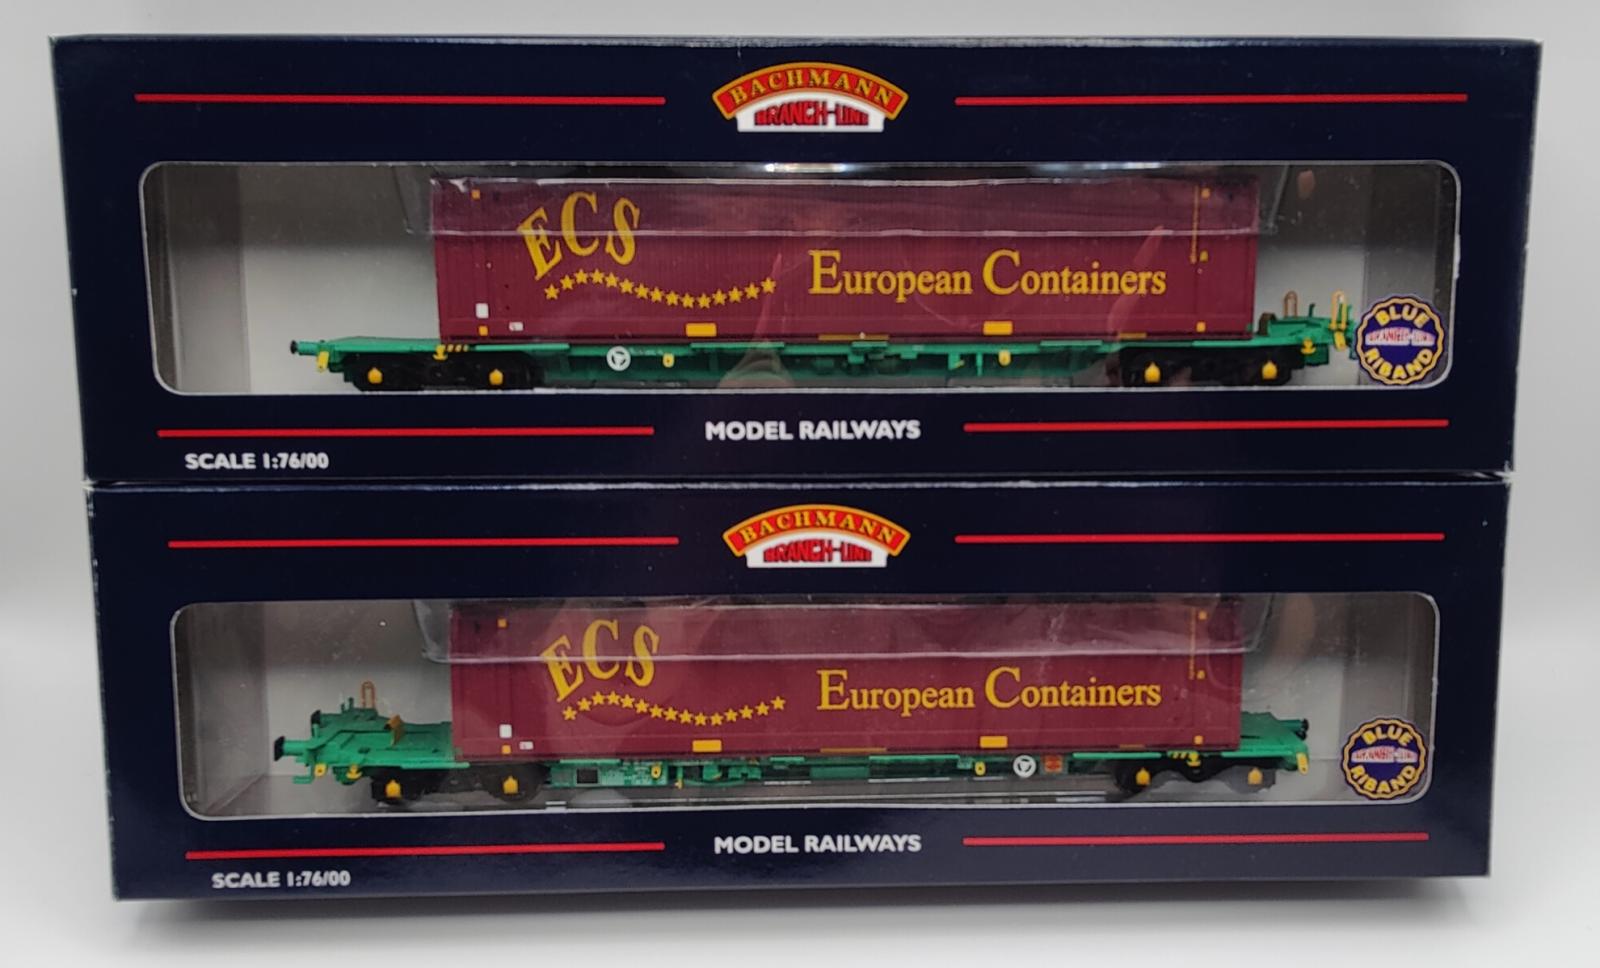 BACHMANN
BRANCH-LINE
ECS
European Containers
BLUE
RIBAND
MODEL RAILWAYS
SCALE 1:76/00
BACHMANN
BRANCH-LINE
ECS
European Containers
BLUE
RIBAND
MODEL RAILWAYS
SCALE 1:76/00